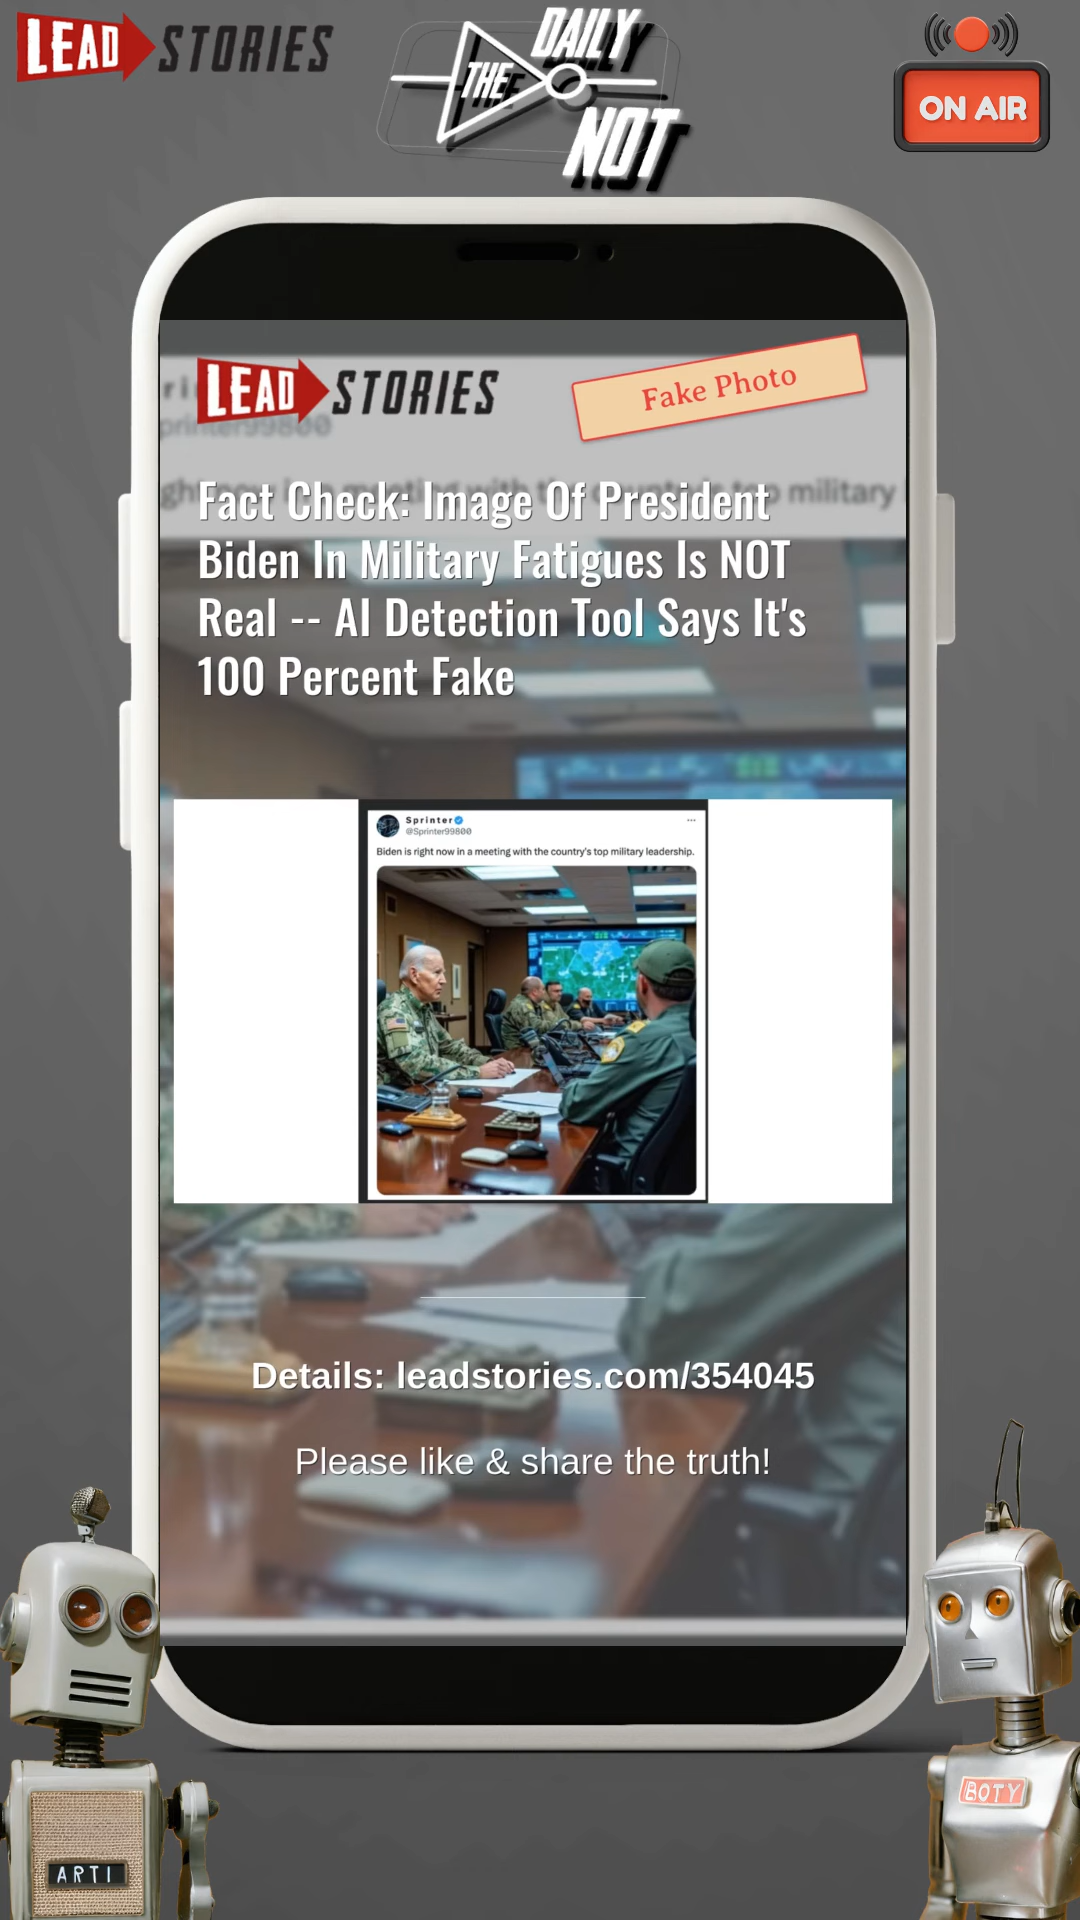 LEAD STORIES
THE DAILY NOT
ON AIR
LEAD STORIES
Fake Photo
printer99800
Fact Check: Image Of President
Biden In Military Fatigues Is NOT
Real -- AI Detection Tool Says It's
100 Percent Fake
Sprinter
@Sprinter99800
Biden is right now in a meeting with the country's top military leadership.
Details: leadstories.com/354045
Please like & share the truth!
BOTY
ARTI